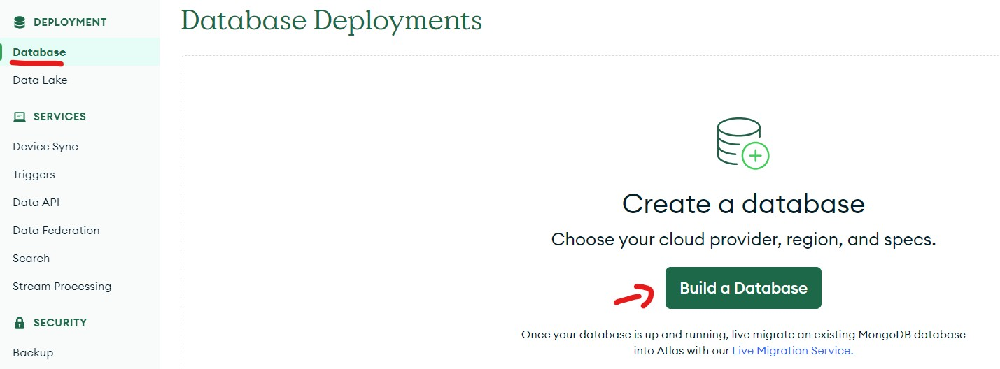 DEPLOYMENT
Database
Data Lake
SERVICES
Device Sync
Triggers
Data API
Data Federation
Search
Stream Processing
SECURITY
Backup
Database Deployments
Create a database
Choose your cloud provider, region, and specs.
Build a Database
Once your database is up and running, live migrate an existing MongoDB database
into Atlas with our Live Migration Service.